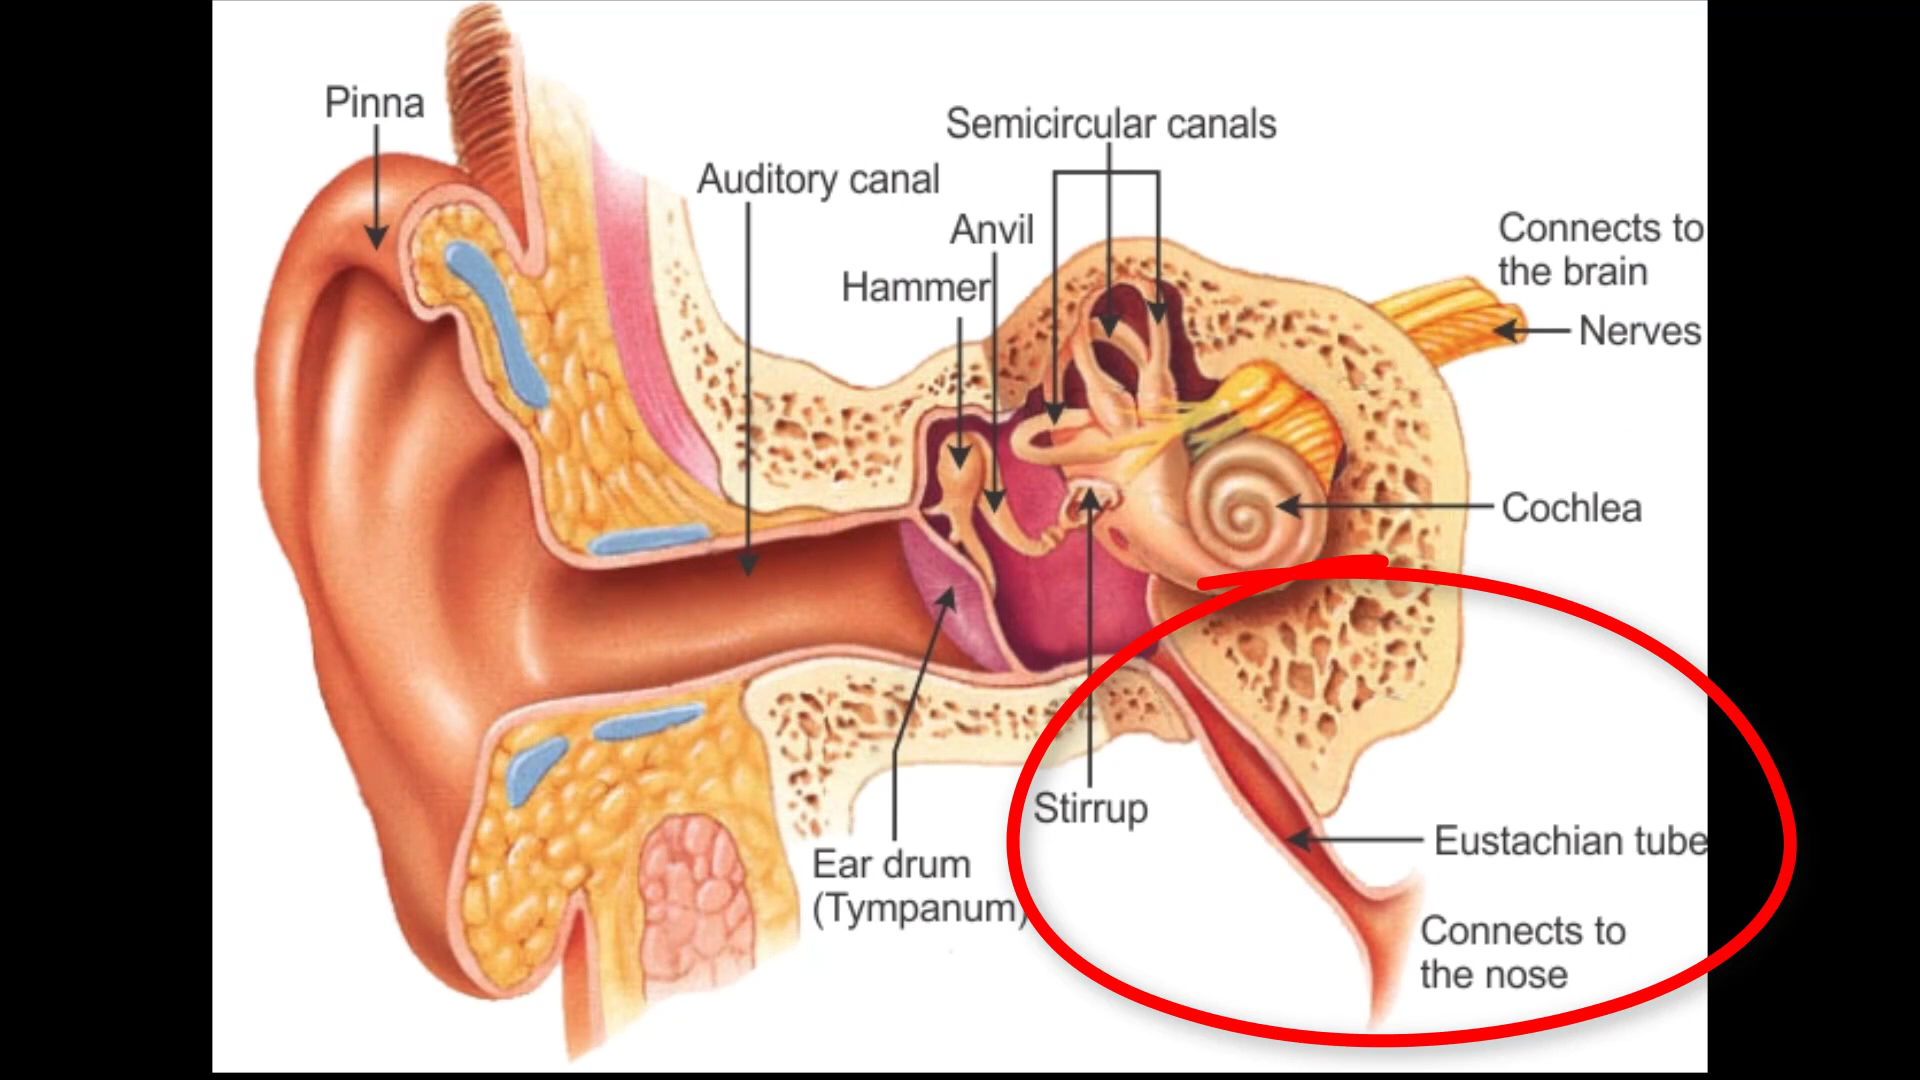 Pinna
Semicircular canals
Auditory canal
Anvil
Hammer
Connects to
the brain
Nerves
Cochlea
Stirrup
Eustachian tube
Ear drum
(Tympanum)
Connects to
the nose